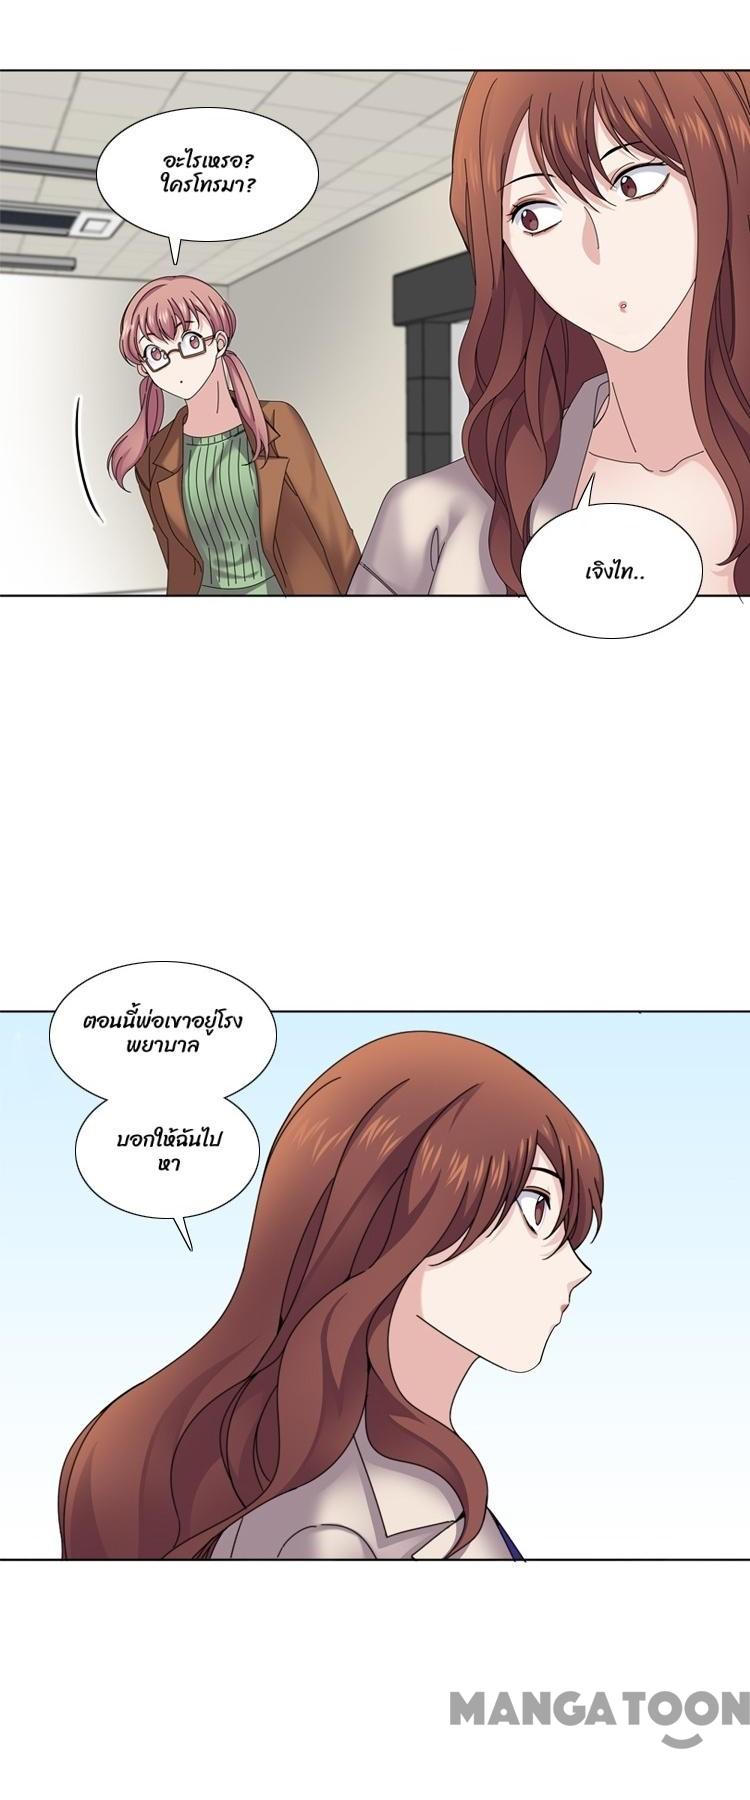 อะไรเหรอ?
ใครโทรมา?
เจิงไท..
ตอนนี้พ่อเขาอยู่โรง
พยาบาล
บอกให้ฉันไป
หา
MANGATOON